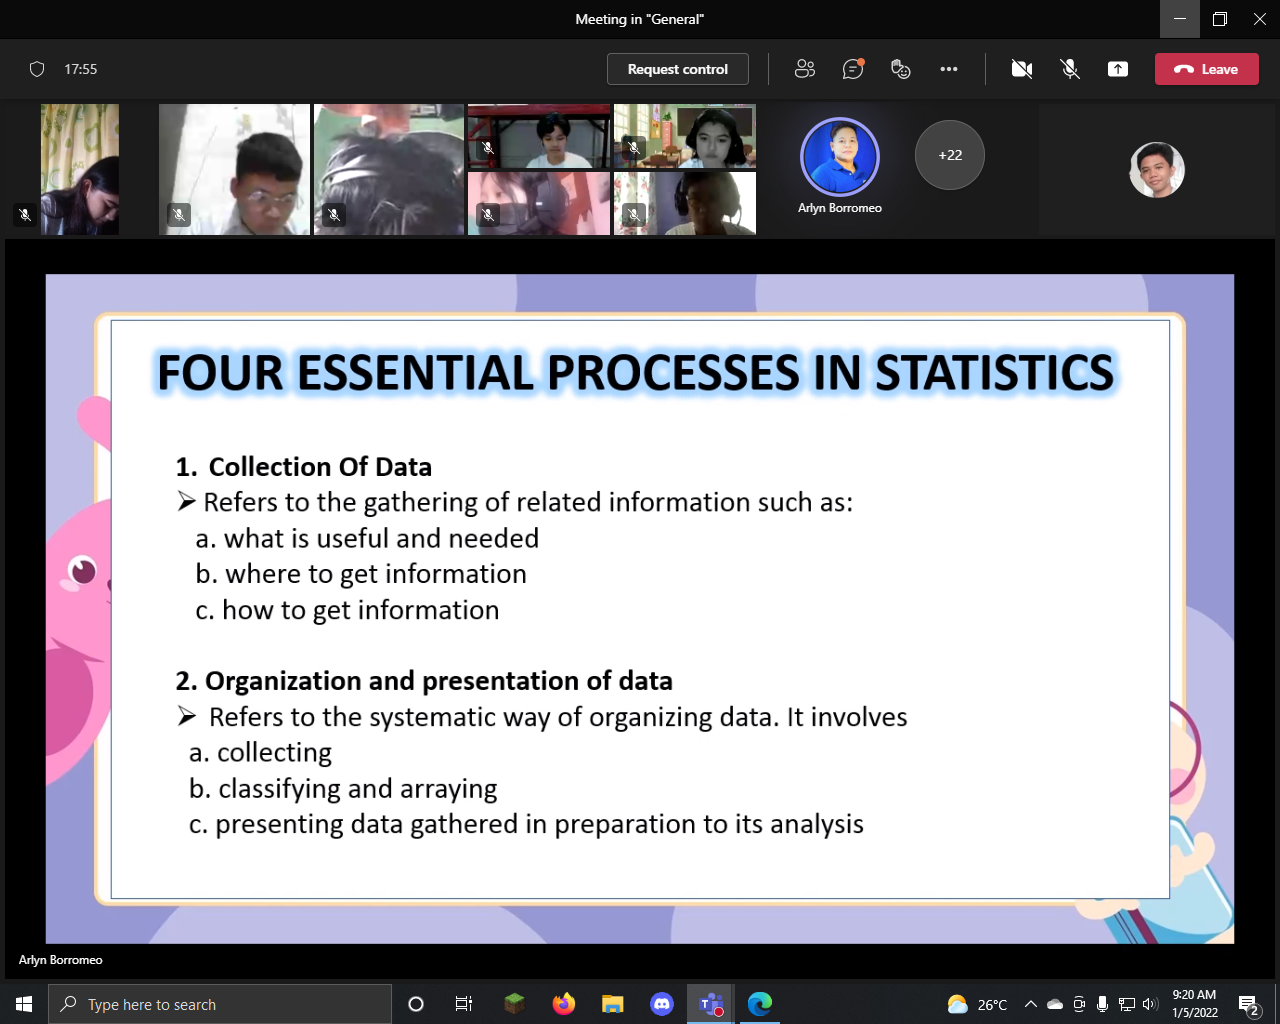 Meeting in "General"
17:55
Request control
Leave
+22
Arlyn Borromeo
FOUR ESSENTIAL PROCESSES IN STATISTICS
1. Collection Of Data
➢ Refers to the gathering of related information such as:
a. what is useful and needed
b. where to get information
c. how to get information
2. Organization and presentation of data
➢ Refers to the systematic way of organizing data. It involves
a. collecting
b. classifying and arraying
c. presenting data gathered in preparation to its analysis
Arlyn Borromeo
Type here to search
26°C
9:20 AM
1/5/2022
2